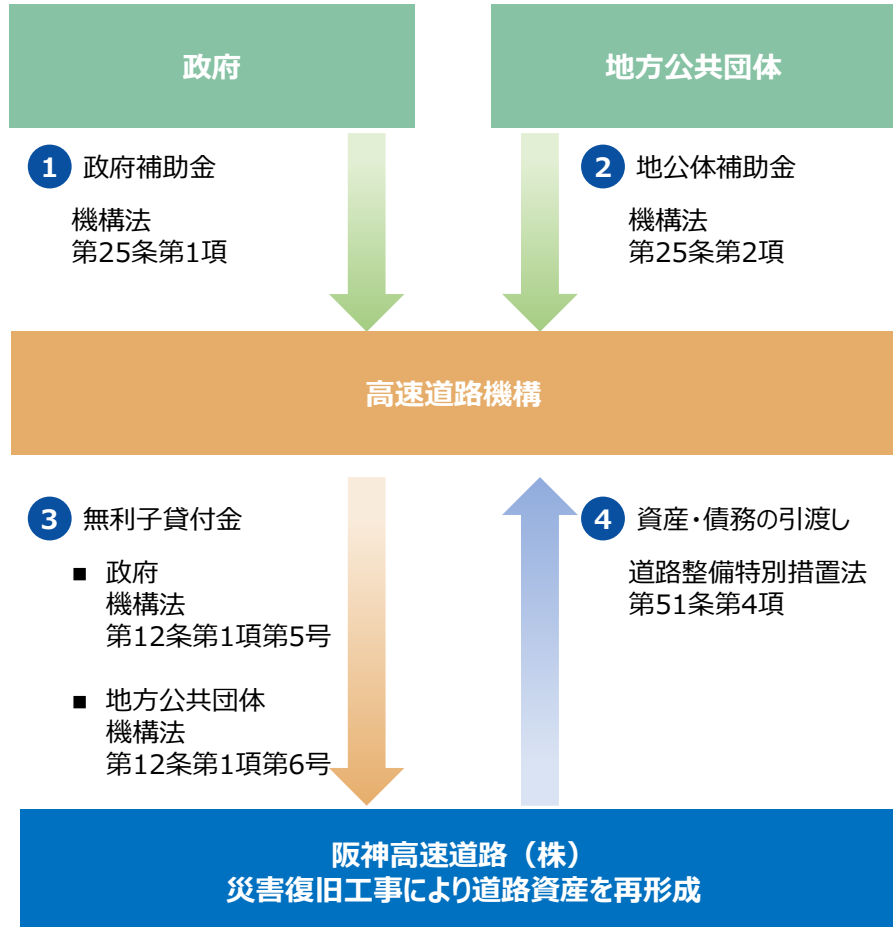 政府
地方公共団体
1 政府補助金
機構法
第25条第1項
2 地公体補助金
機構法
第25条第2項
高速道路機構
3 無利子貸付金
■ 政府
機構法
第12条第1項第5号
■ 地方公共団体
機構法
第12条第1項第6号
4 資産・債務の引渡し
道路整備特別措置法
第51条第4項
阪神高速道路（株）
災害復旧工事により道路資産を再形成